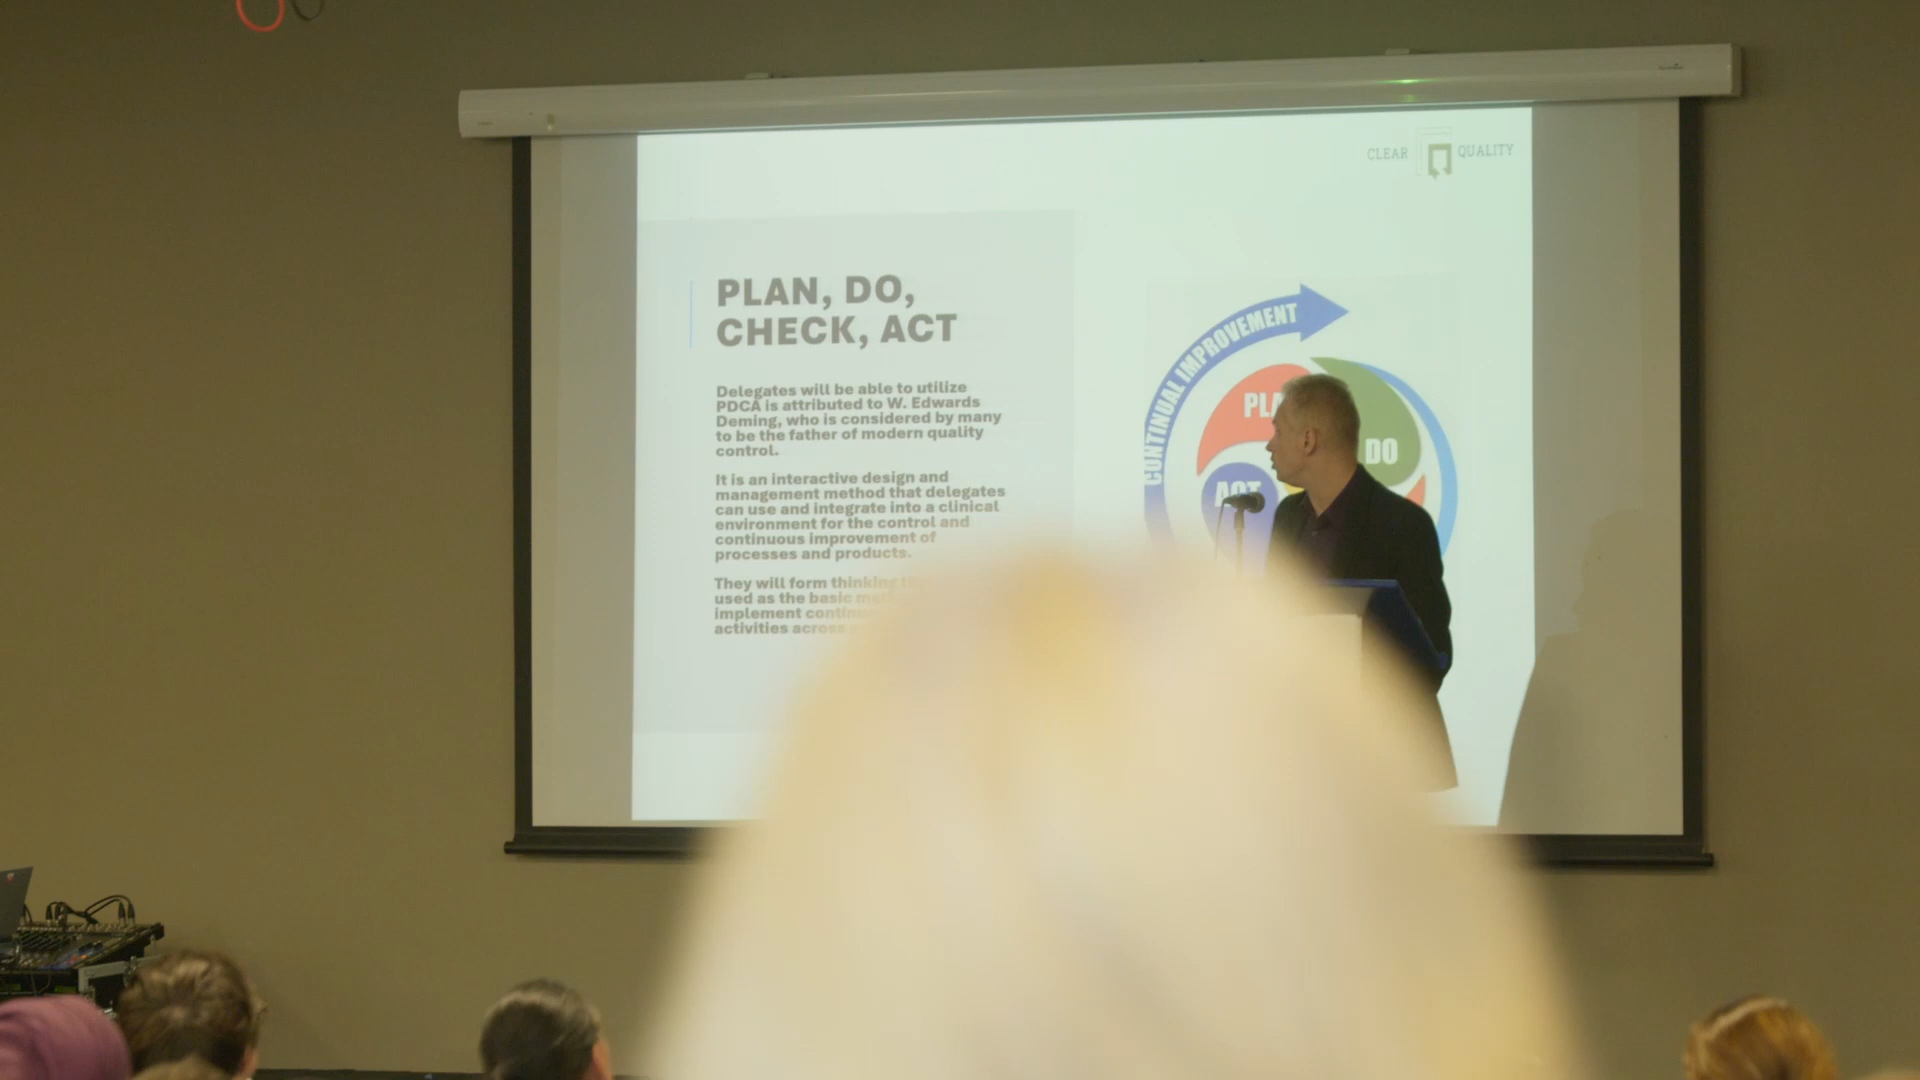 CLEAR QUALITY
PLAN, DO,
CHECK, ACT
Delegates will be able to utilize
PDCA is attributed to W. Edwards
Deming, who is considered by many
to be the father of modern quality
control.
It is an interactive design and
management method that delegates
can use and integrate into a clinical
environment for the control and
continuous improvement of
processes and products.
They will form thinking
used as the basic
implement
activities across
CONTINUAL IMPROVEMENT
DO
ACT